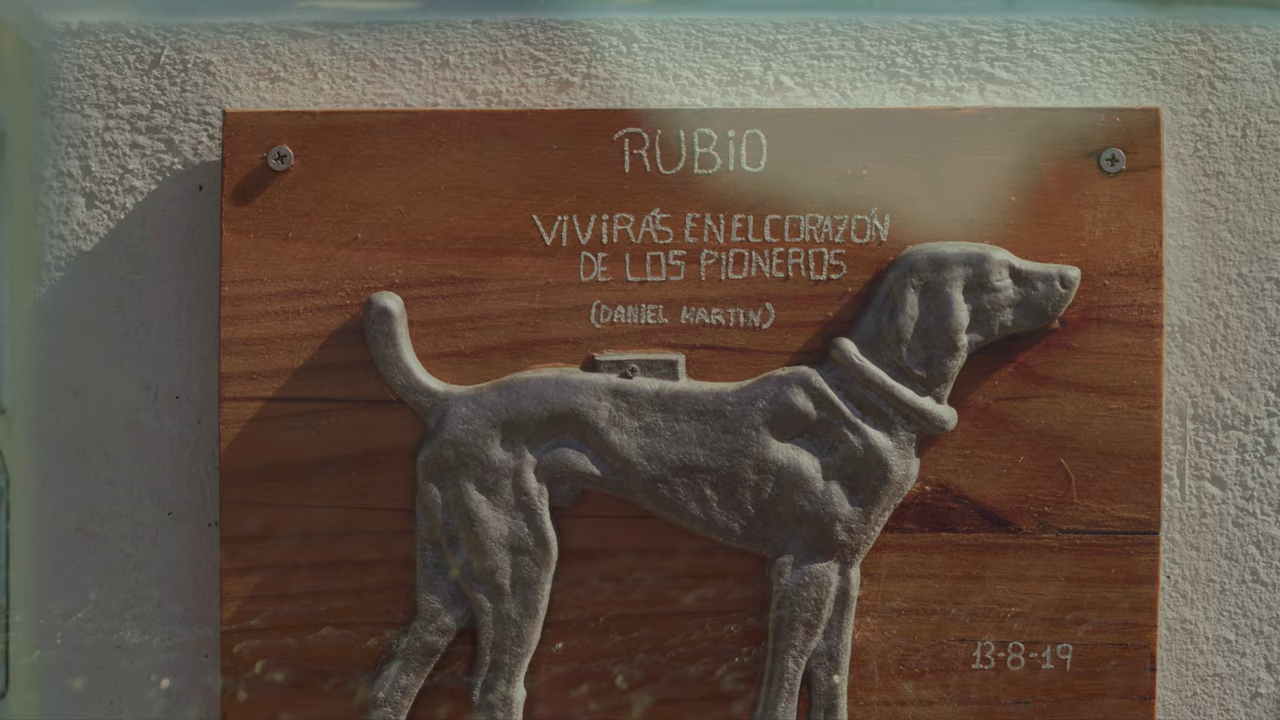 RUBiO
ViViRÁS EN EL CORAZÓN
DE LOS PIONEROS
(DANIEL MARTIN)
13-8-19